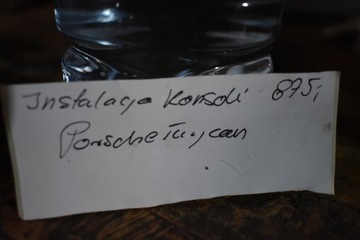 Instalacja Konsoli 875;
Porsche Taycan